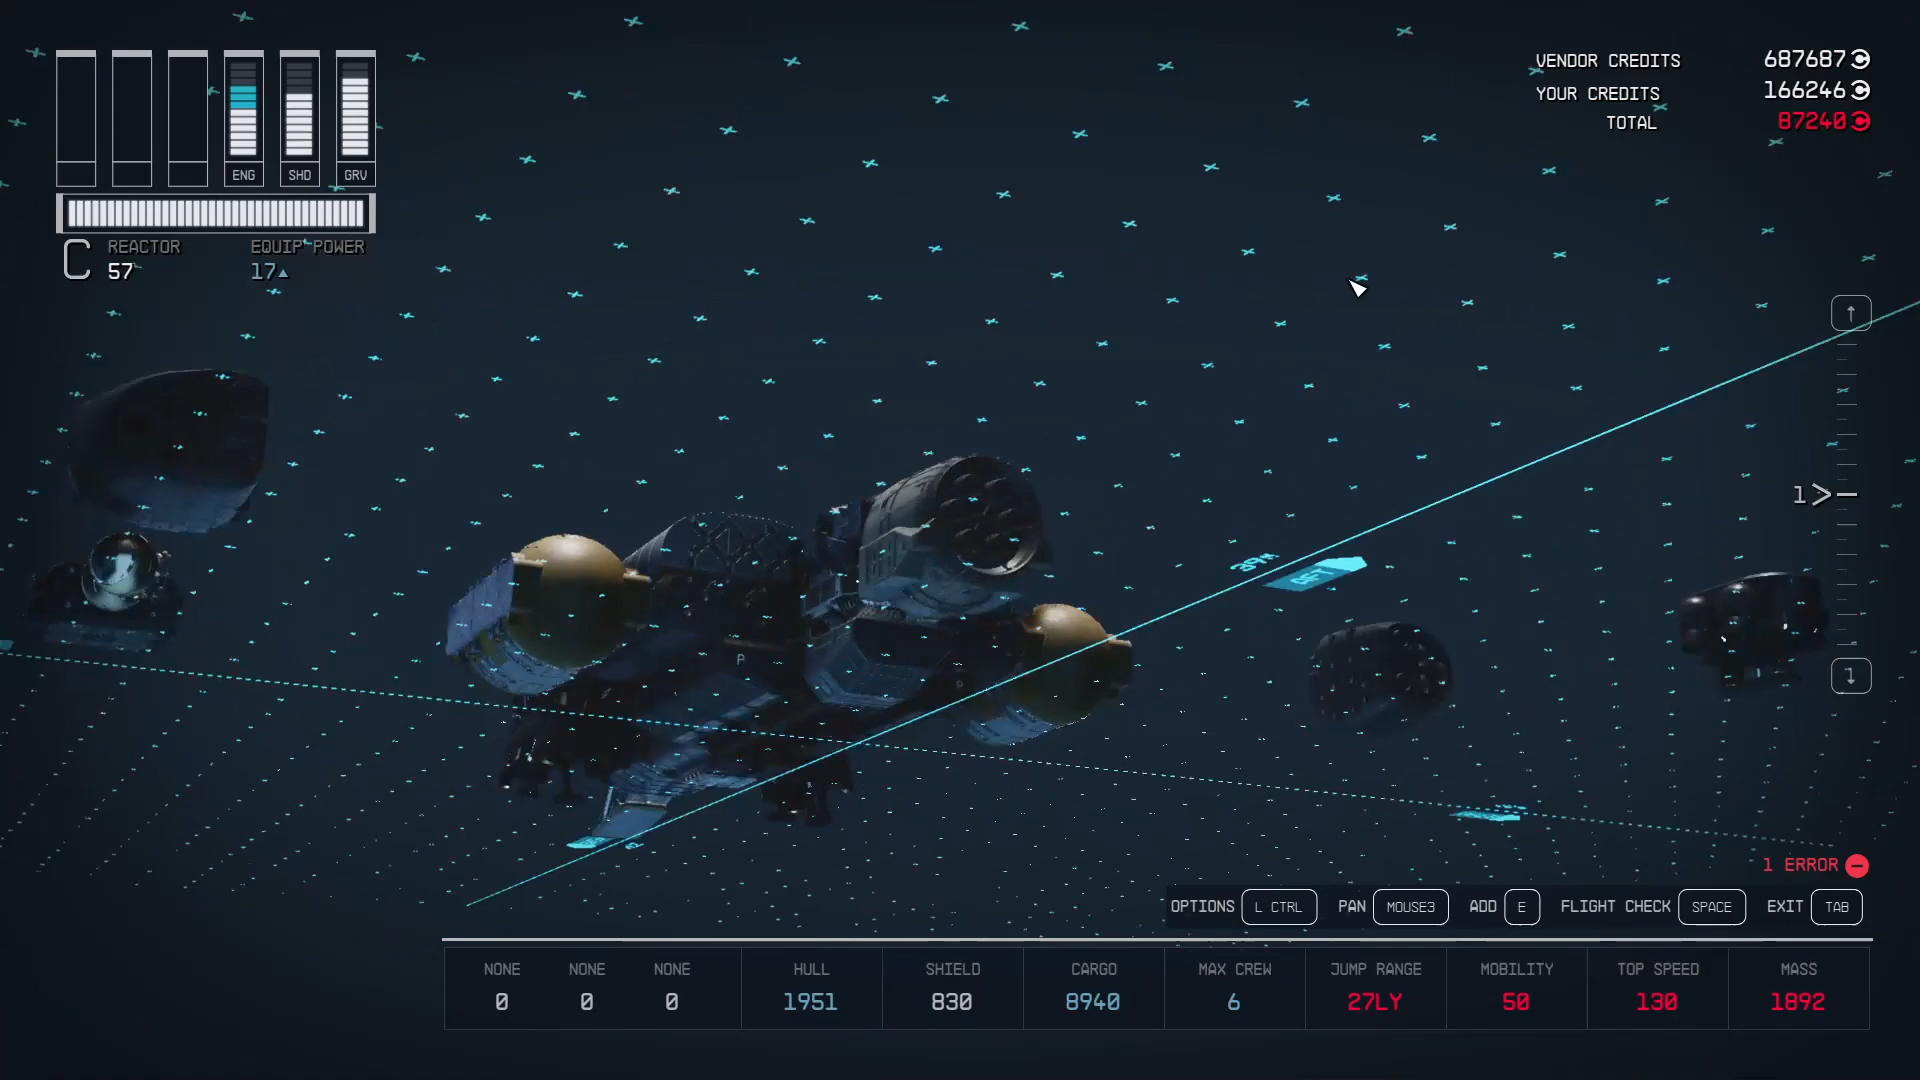 VENDOR CREDITS 687687
YOUR CREDITS 166246
TOTAL 87240
ENG SHD GRV
C REACTOR EQUIP POWER
57 17
39M
AFT
P
1
1 ERROR
OPTIONS L CTRL PAN MOUSE3 ADD E FLIGHT CHECK SPACE EXIT TAB
NONE NONE NONE HULL SHIELD CARGO MAX CREW JUMP RANGE MOBILITY TOP SPEED MASS
0 0 0 1951 830 8940 6 27LY 50 130 1892